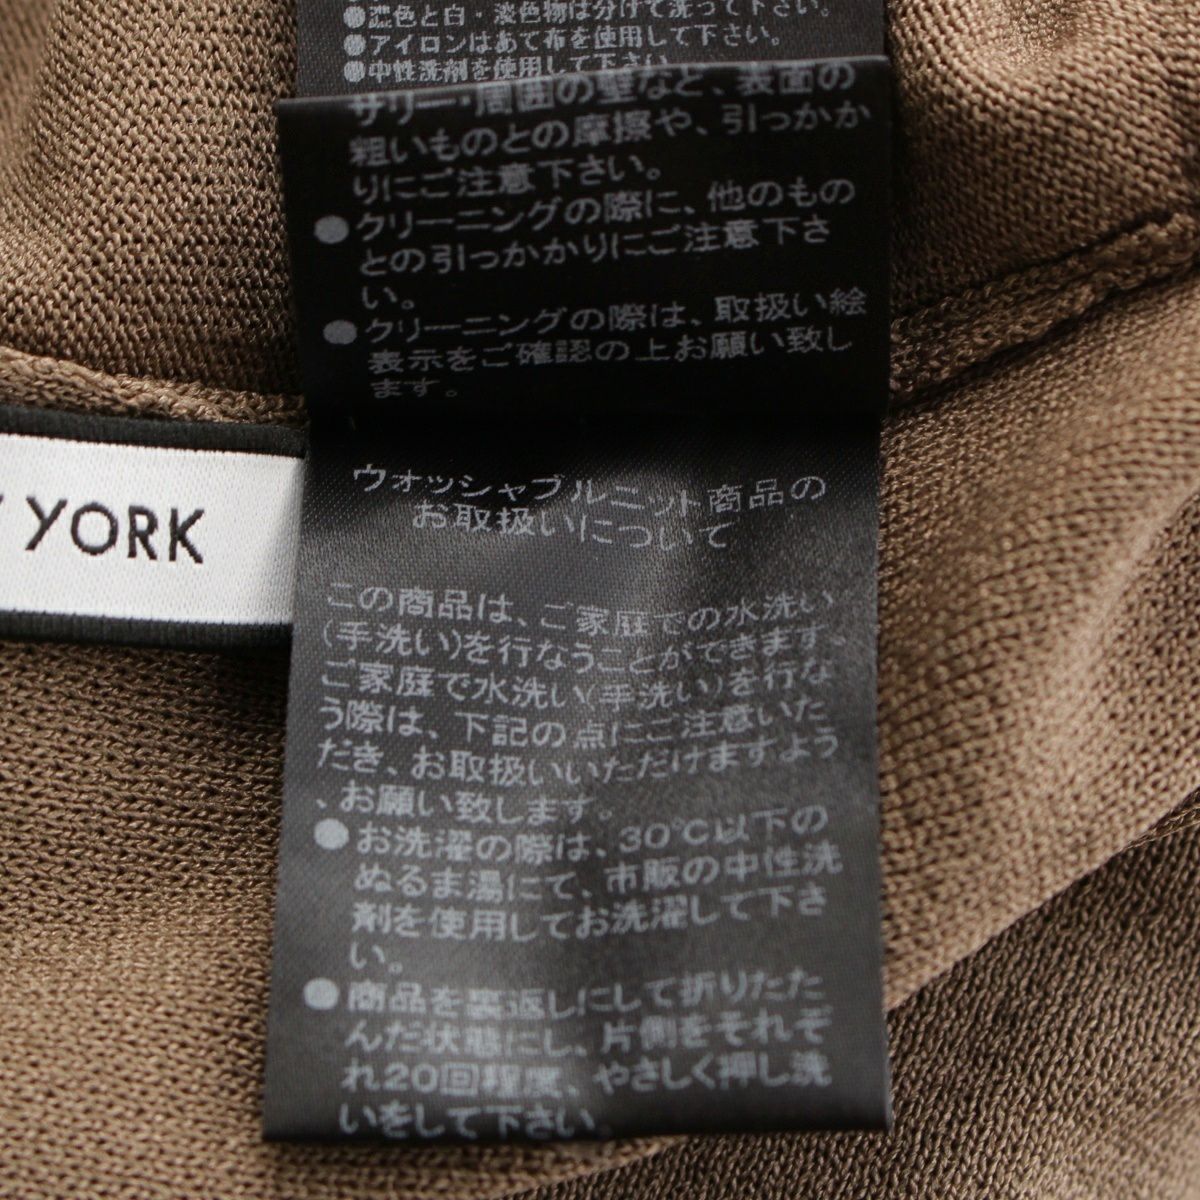 ●濃色と白・淡色物は分けて洗って下さい。
●アイロンはあて布を使用して下さい。
●中性洗剤を使用して下さい。
サリー・周囲の壁など、表面の
粗いものとの摩擦や、引っかか
りにご注意下さい。
●クリーニングの際に、他のもの
との引っかかりにご注意下さ
い。
●クリーニングの際は、取扱い絵
表示をご確認の上お願い致し
ます。
YORK
ウォッシャブルニット商品の
お取扱いについて
この商品は、ご家庭での水洗い
(手洗い)を行なうことができます。
ご家庭で水洗い(手洗い)を行な
う際は、下記の点にご注意いた
だき、お取扱いいただけますよう
、お願い致します。
●お洗濯の際は、30℃以下の
ぬるま湯にて、市販の中性洗
剤を使用してお洗濯して下さ
い。
●商品を裏返しにして折りたた
んだ状態にし、片側をそれぞ
れ20回程度、やさしく押し洗
いをして下さい。